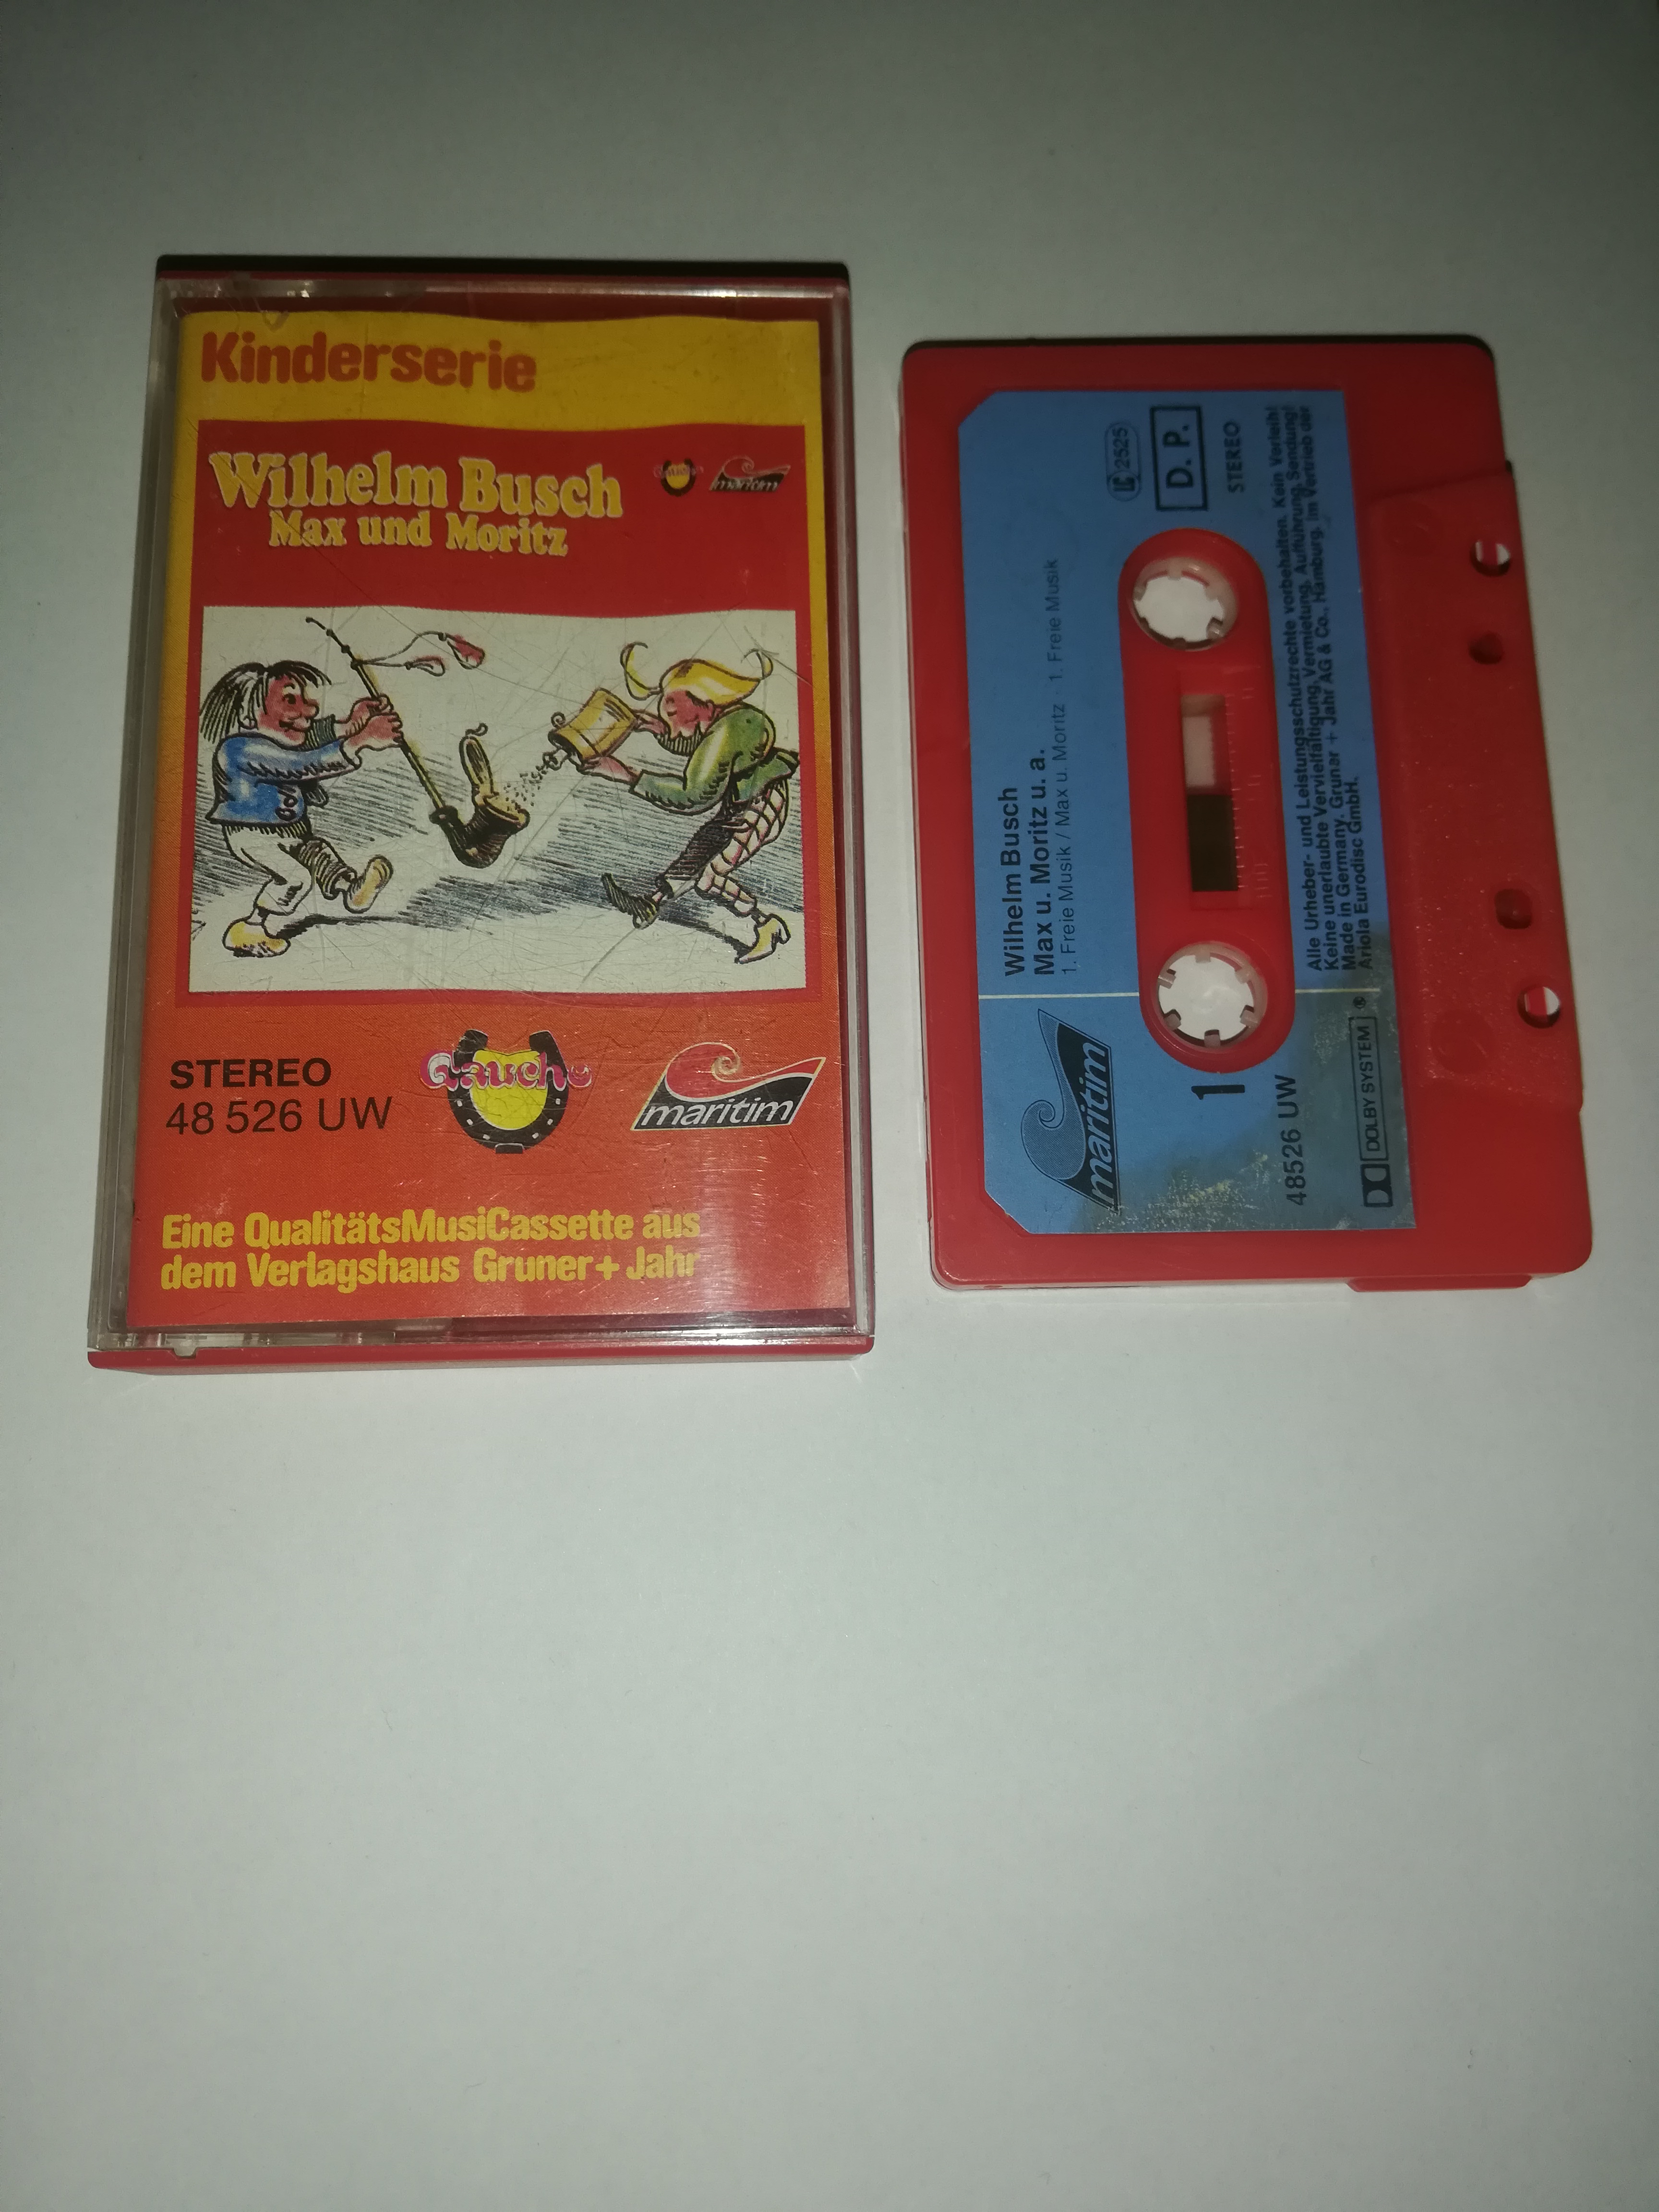 Kinderserie
Wilhelm Busch
Max und Moritz
maritim
STEREO
48 526 UW
Gaucho
maritim
Eine QualitätsMusiCassette aus
dem Verlagshaus Gruner+Jahr
Wilhelm Busch
Max u. Moritz u. a.
1. Freie Musik / Max u. Moritz · 1. Freie Musik
LC 2525
D. P.
STEREO
maritim
1
48526 UW
DOLBY SYSTEM ®
Alle Urheber- und Leistungsschutzrechte vorbehalten. Kein Verleih!
Keine unerlaubte Vervielfältigung, Vermietung, Aufführung, Sendung!
Made in Germany. Gruner + Jahr AG & Co., Hamburg. Im Vertrieb der
Ariola Eurodisc GmbH.